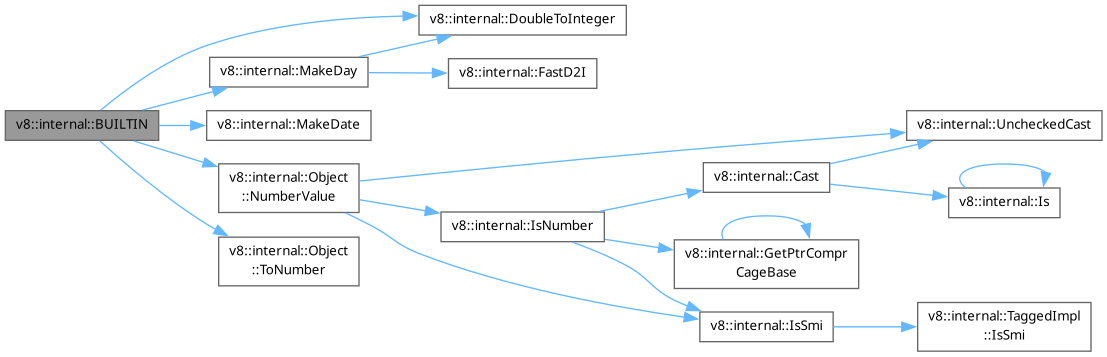 v8::internal::BUILTIN
v8::internal::DoubleToInteger
v8::internal::MakeDay
v8::internal::FastD2I
v8::internal::MakeDate
v8::internal::Object
::NumberValue
v8::internal::UncheckedCast
v8::internal::IsNumber
v8::internal::Cast
v8::internal::Is
v8::internal::GetPtrCompr
CageBase
v8::internal::IsSmi
v8::internal::TaggedImpl
::IsSmi
v8::internal::Object
::ToNumber